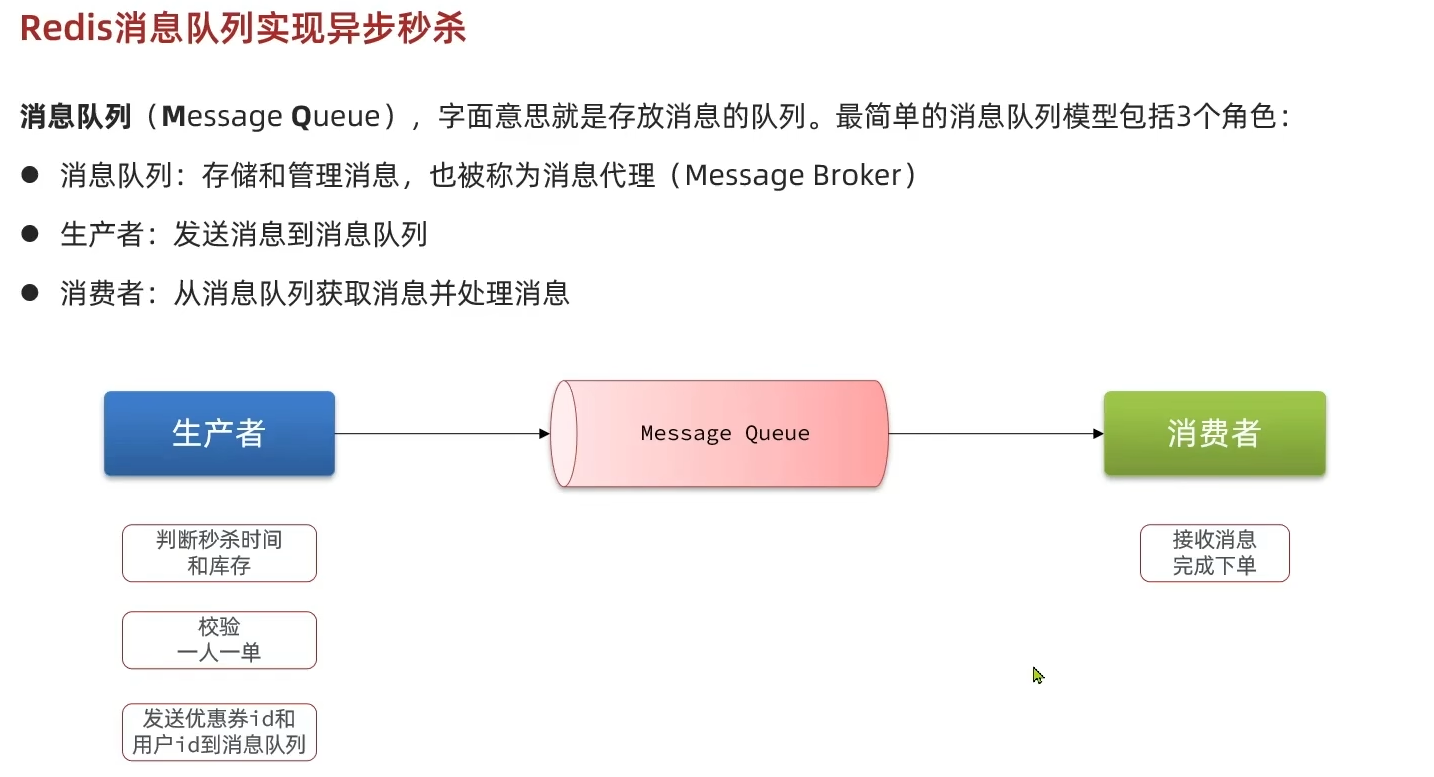 Redis消息队列实现异步秒杀
消息队列（Message Queue），字面意思就是存放消息的队列。最简单的消息队列模型包括3个角色：
● 消息队列：存储和管理消息，也被称为消息代理（Message Broker）
● 生产者：发送消息到消息队列
● 消费者：从消息队列获取消息并处理消息
生产者
Message Queue
消费者
判断秒杀时间
和库存
接收消息
完成下单
校验
一人一单
发送优惠券id和
用户id到消息队列